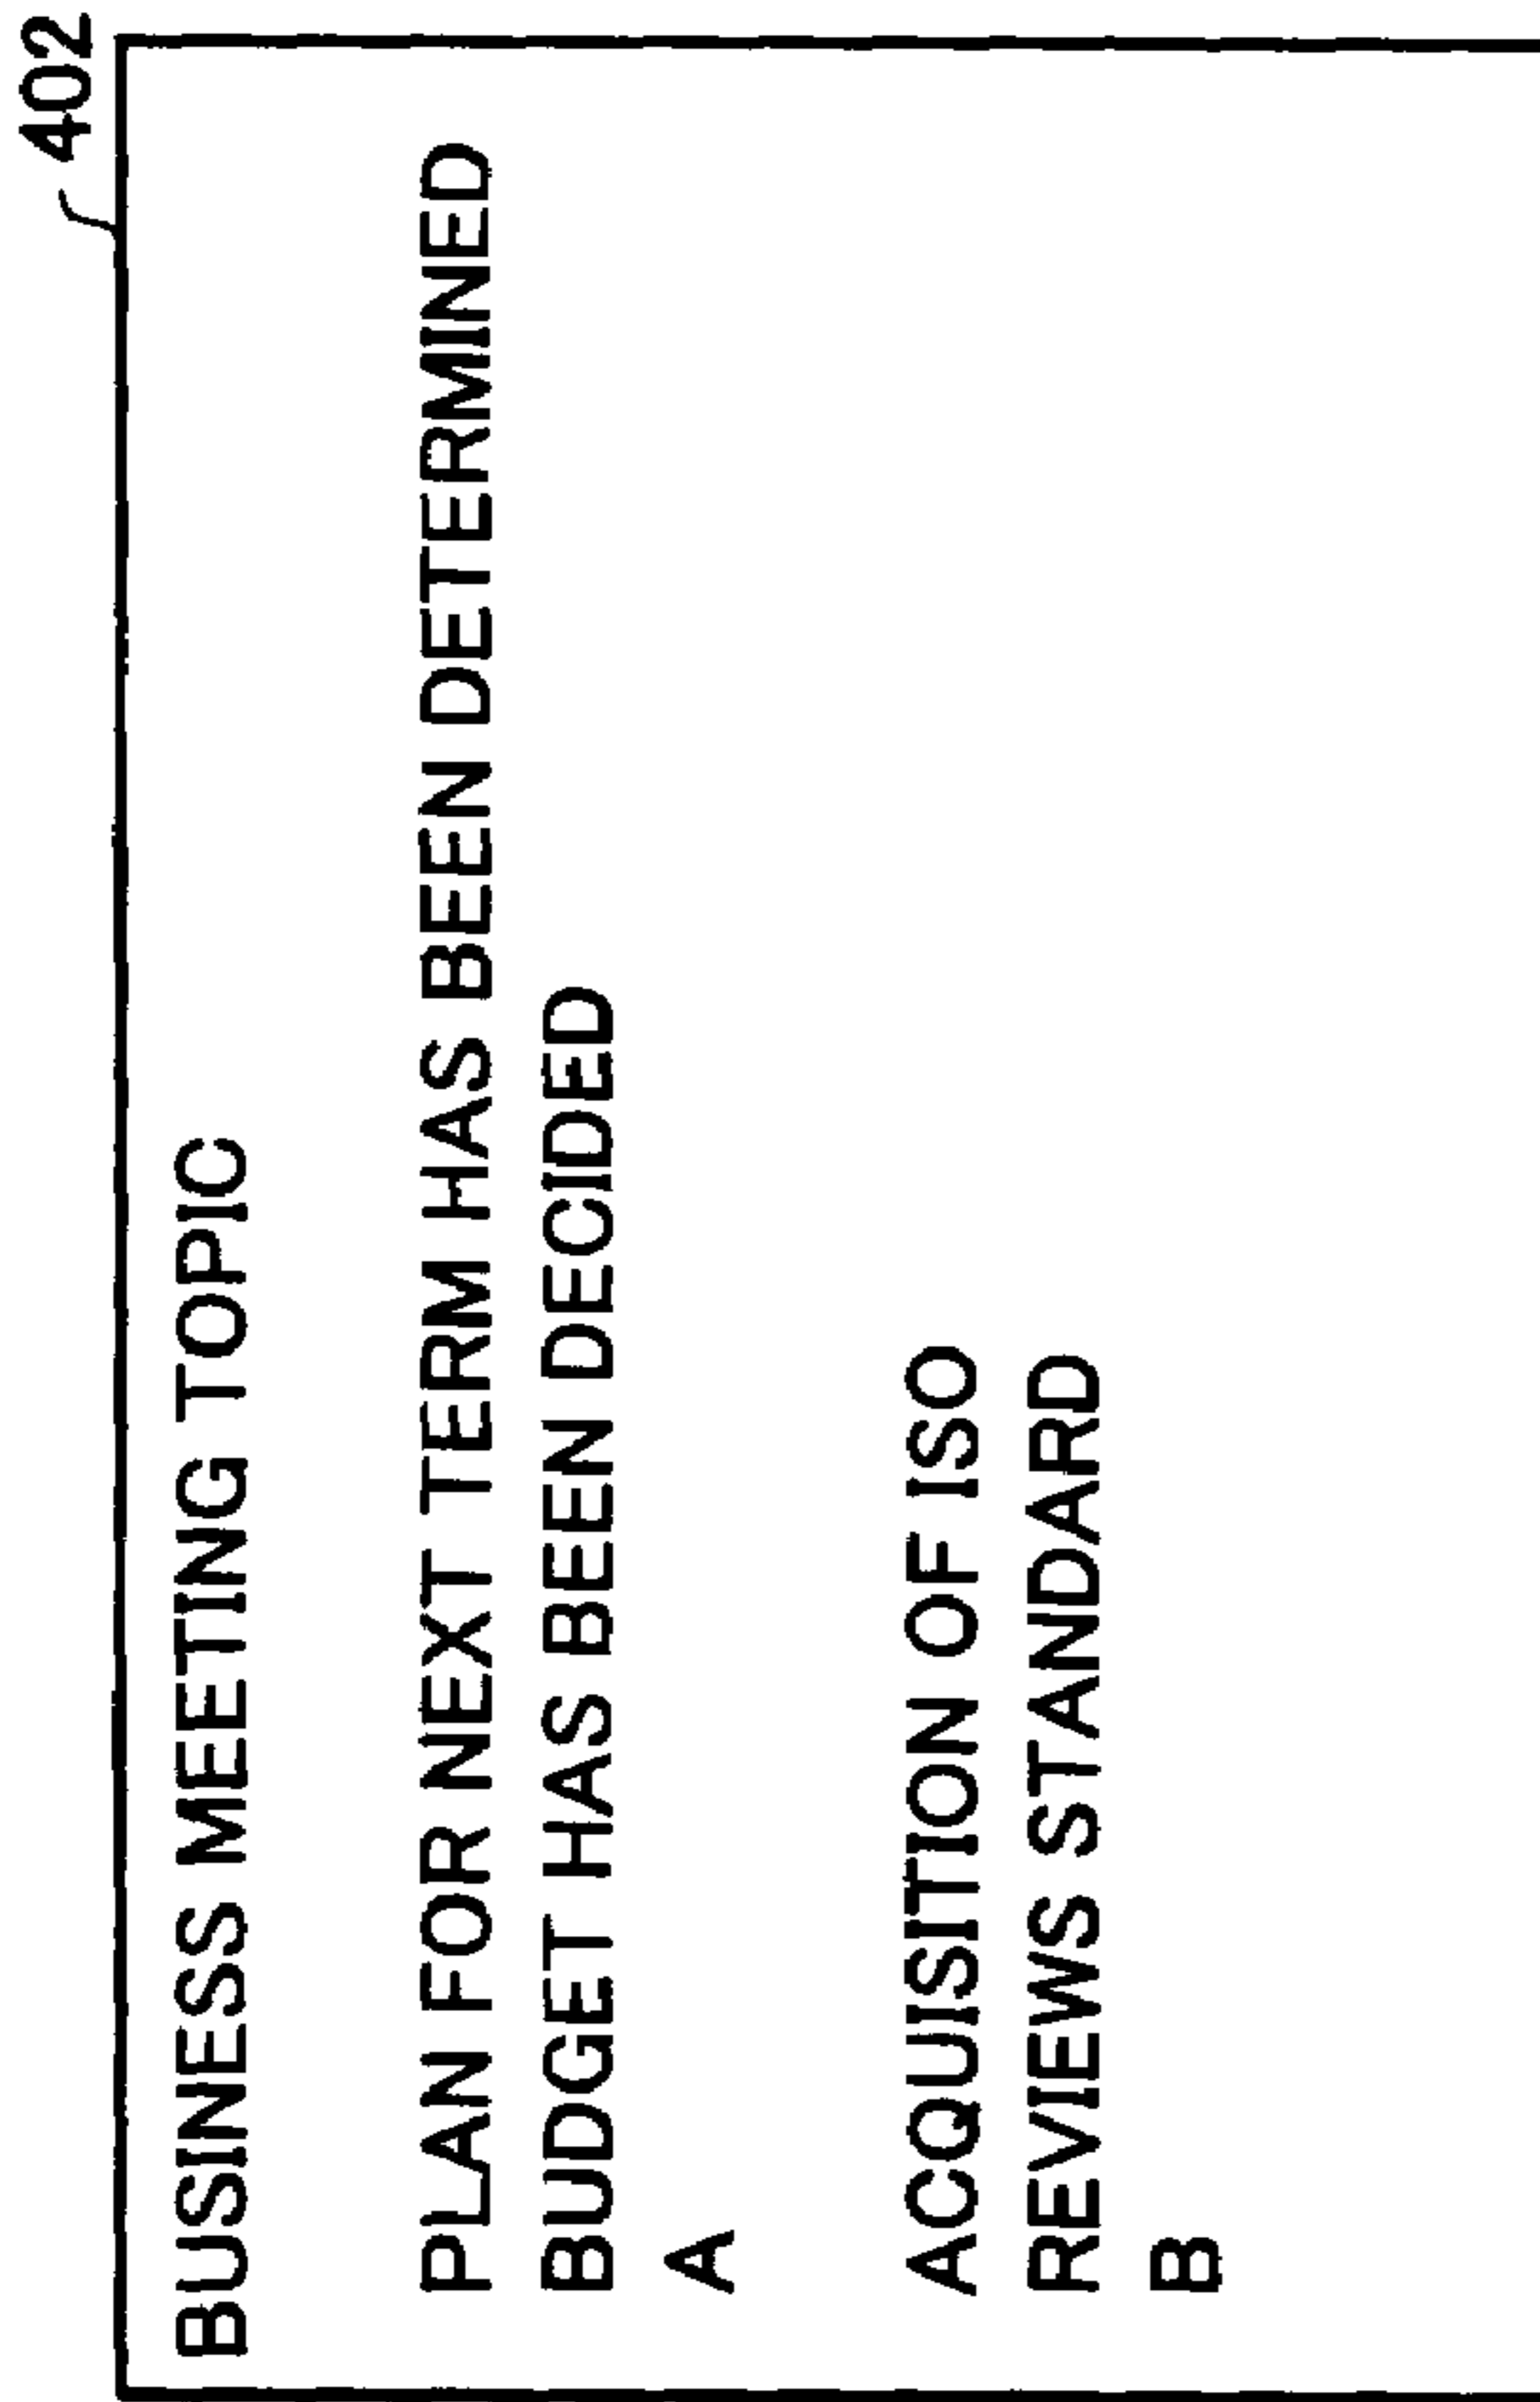 402
BUSINESS MEETING TOPIC
PLAN FOR NEXT TERM HAS BEEN DETERMINED
BUDGET HAS BEEN DECIDED
A
ACQUISITION OF ISO
REVIEWS STANDARD
B